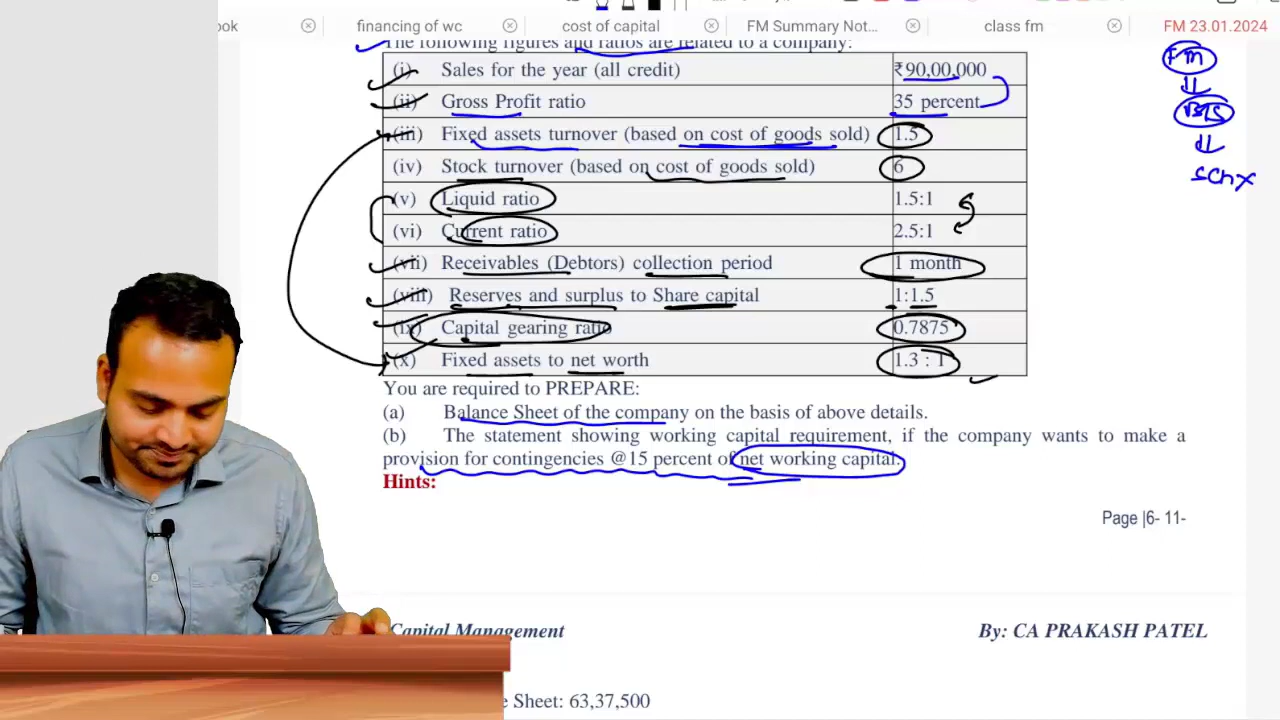 ook financing of wc cost of capital FM Summary Not... class fm FM 23.01.2024
The following figures and ratios are related to a company:
(i) Sales for the year (all credit) ₹90,00,000
(ii) Gross Profit ratio 35 percent
(iii) Fixed assets turnover (based on cost of goods sold) 1.5
(iv) Stock turnover (based on cost of goods sold) 6
(v) Liquid ratio 1.5:1
(vi) Current ratio 2.5:1
(vii) Receivables (Debtors) collection period 1 month
(viii) Reserves and surplus to Share capital 1:1.5
(ix) Capital gearing ratio 0.7875
(x) Fixed assets to net worth 1.3 : 1
FM
You are required to PREPARE:
(a) Balance Sheet of the company on the basis of above details.
(b) The statement showing working capital requirement, if the company wants to make a
provision for contingencies @15 percent of net working capital.
Hints:
Page |6- 11-
Capital Management By: CA PRAKASH PATEL
e Sheet: 63,37,500